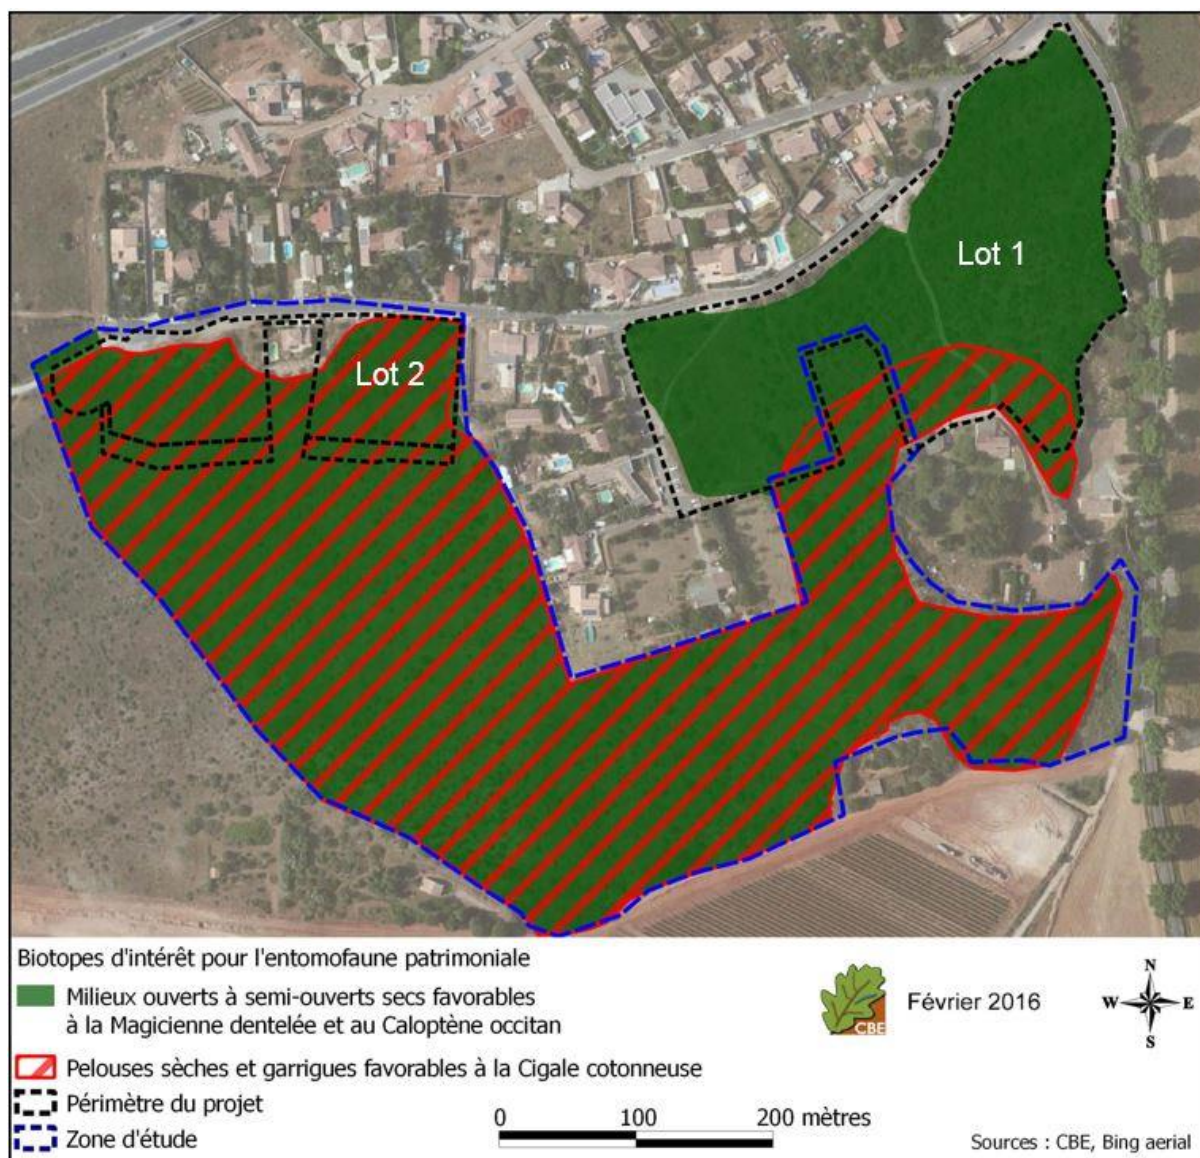 Lot 1
Lot 2
Biotopes d'intérêt pour l'entomofaune patrimoniale
Milieux ouverts à semi-ouverts secs favorables
à la Magicienne dentelée et au Caloptène occitan
Pelouses sèches et garrigues favorables à la Cigale cotonneuse
Périmètre du projet
Zone d'étude
CBE
Février 2016
N
W E
S
0 100 200 mètres
Sources : CBE, Bing aerial